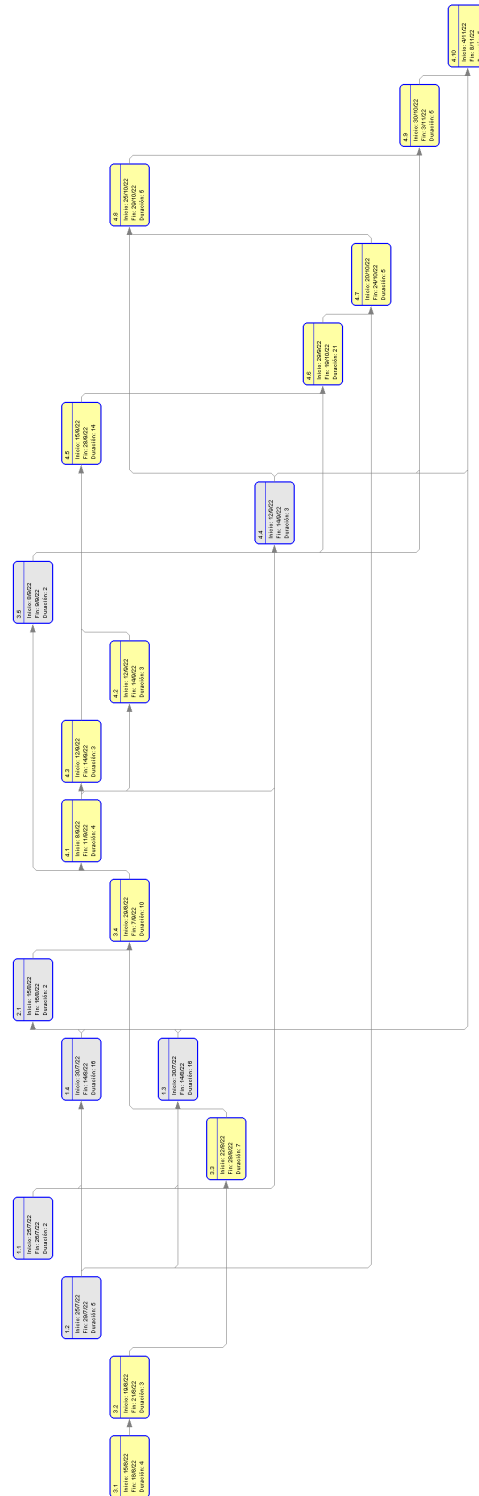 3.1
Inicio: 15/8/22
Fin: 18/8/22
Duración: 4
3.2
Inicio: 19/8/22
Fin: 21/8/22
Duración: 3
1.2
Inicio: 25/7/22
Fin: 29/7/22
Duración: 5
1.1
Inicio: 25/7/22
Fin: 26/7/22
Duración: 2
3.3
Inicio: 22/8/22
Fin: 28/8/22
Duración: 7
1.4
Inicio: 30/7/22
Fin: 14/8/22
Duración: 16
1.3
Inicio: 30/7/22
Fin: 14/8/22
Duración: 16
2.1
Inicio: 15/8/22
Fin: 16/8/22
Duración: 2
3.4
Inicio: 29/8/22
Fin: 7/9/22
Duración: 10
4.1
Inicio: 8/9/22
Fin: 11/9/22
Duración: 4
4.3
Inicio: 12/9/22
Fin: 14/9/22
Duración: 3
4.2
Inicio: 12/9/22
Fin: 14/9/22
Duración: 3
3.5
Inicio: 8/9/22
Fin: 9/9/22
Duración: 2
4.4
Inicio: 12/9/22
Fin: 14/9/22
Duración: 3
4.5
Inicio: 15/9/22
Fin: 28/9/22
Duración: 14
4.6
Inicio: 29/9/22
Fin: 19/10/22
Duración: 21
4.7
Inicio: 20/10/22
Fin: 24/10/22
Duración: 5
4.8
Inicio: 25/10/22
Fin: 29/10/22
Duración: 5
4.9
Inicio: 30/10/22
Fin: 3/11/22
Duración: 5
4.10
Inicio: 4/11/22
Fin: 8/11/22